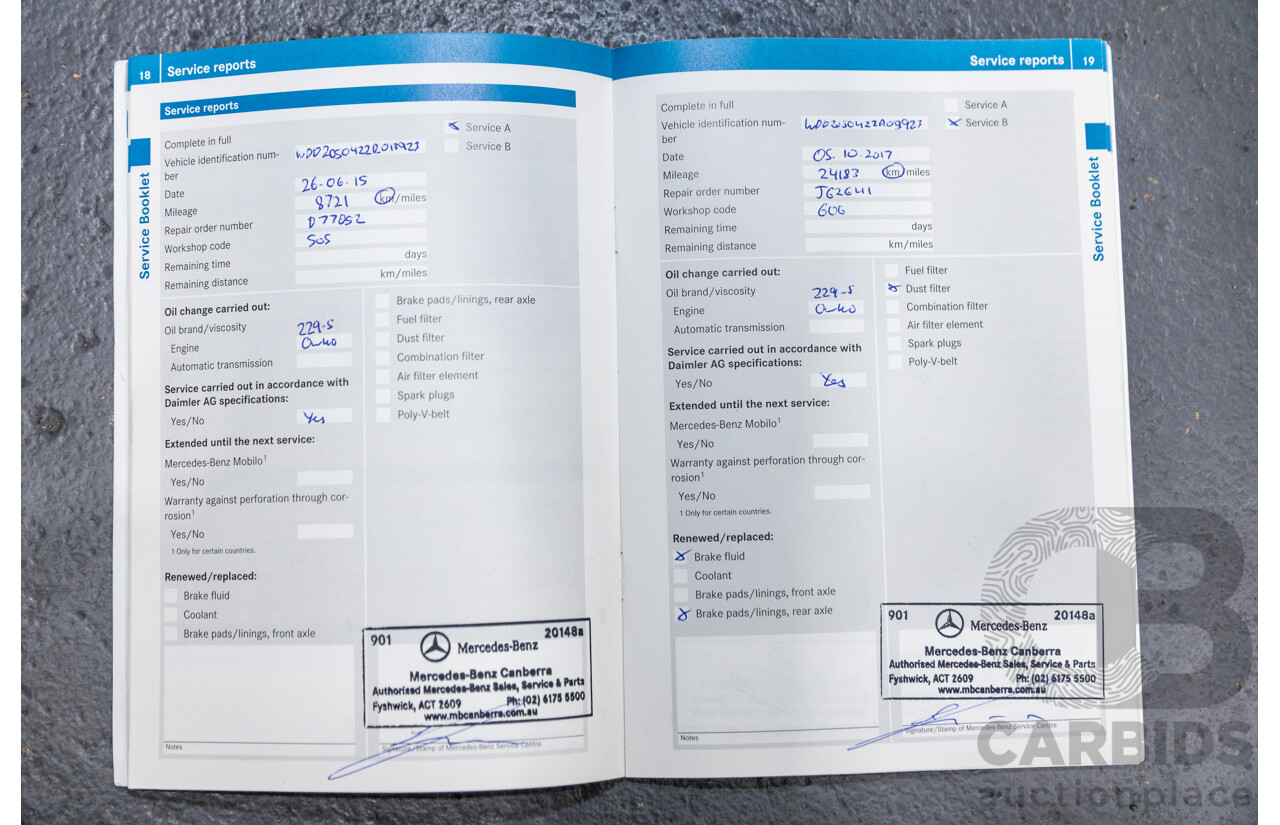 18 Service reports
Service Booklet
Service reports
Complete in full
Service A
Service B
Vehicle identification num-
ber
WDD2050422R018923
Date 26-06-15
Mileage 8721 km/miles
Repair order number D77052
Workshop code 505
Remaining time days
Remaining distance km/miles
Oil change carried out:
Oil brand/viscosity 229-5
Engine
Automatic transmission
Service carried out in accordance with
Daimler AG specifications:
Yes/No Yes
Extended until the next service:
Mercedes-Benz Mobilo1
Yes/No
Warranty against perforation through cor-
rosion1
Yes/No
1 Only for certain countries.
Renewed/replaced:
Brake fluid
Coolant
Brake pads/linings, front axle
Brake pads/linings, rear axle
Fuel filter
Dust filter
Combination filter
Air filter element
Spark plugs
Poly-V-belt
901 Mercedes-Benz 20148a
Mercedes-Benz Canberra
Authorised Mercedes-Benz Sales, Service & Parts
Fyshwick, ACT 2609 Ph: (02) 6175 5500
www.mbcanberra.com.au
Notes
Signature/Stamp of Mercedes Benz Service Centre
Service reports 19
Service Booklet
Complete in full
Service A
Service B
Vehicle identification num-
ber
Date 05.10.2017
Mileage 24183 km/miles
Repair order number J62641
Workshop code 606
Remaining time days
Remaining distance km/miles
Oil change carried out:
Oil brand/viscosity 229-5
Engine
Automatic transmission
Service carried out in accordance with
Daimler AG specifications:
Yes/No Yes
Extended until the next service:
Mercedes-Benz Mobilo1
Yes/No
Warranty against perforation through cor-
rosion1
Yes/No
1 Only for certain countries.
Renewed/replaced:
Brake fluid
Coolant
Brake pads/linings, front axle
Brake pads/linings, rear axle
Fuel filter
Dust filter
Combination filter
Air filter element
Spark plugs
Poly-V-belt
901 Mercedes-Benz 20148a
Mercedes-Benz Canberra
Authorised Mercedes-Benz Sales, Service & Parts
Fyshwick, ACT 2609 Ph: (02) 6175 5500
www.mbcanberra.com.au
Notes
Signature/Stamp of Mercedes Benz Service Centre
CARBIDS
auctionplace